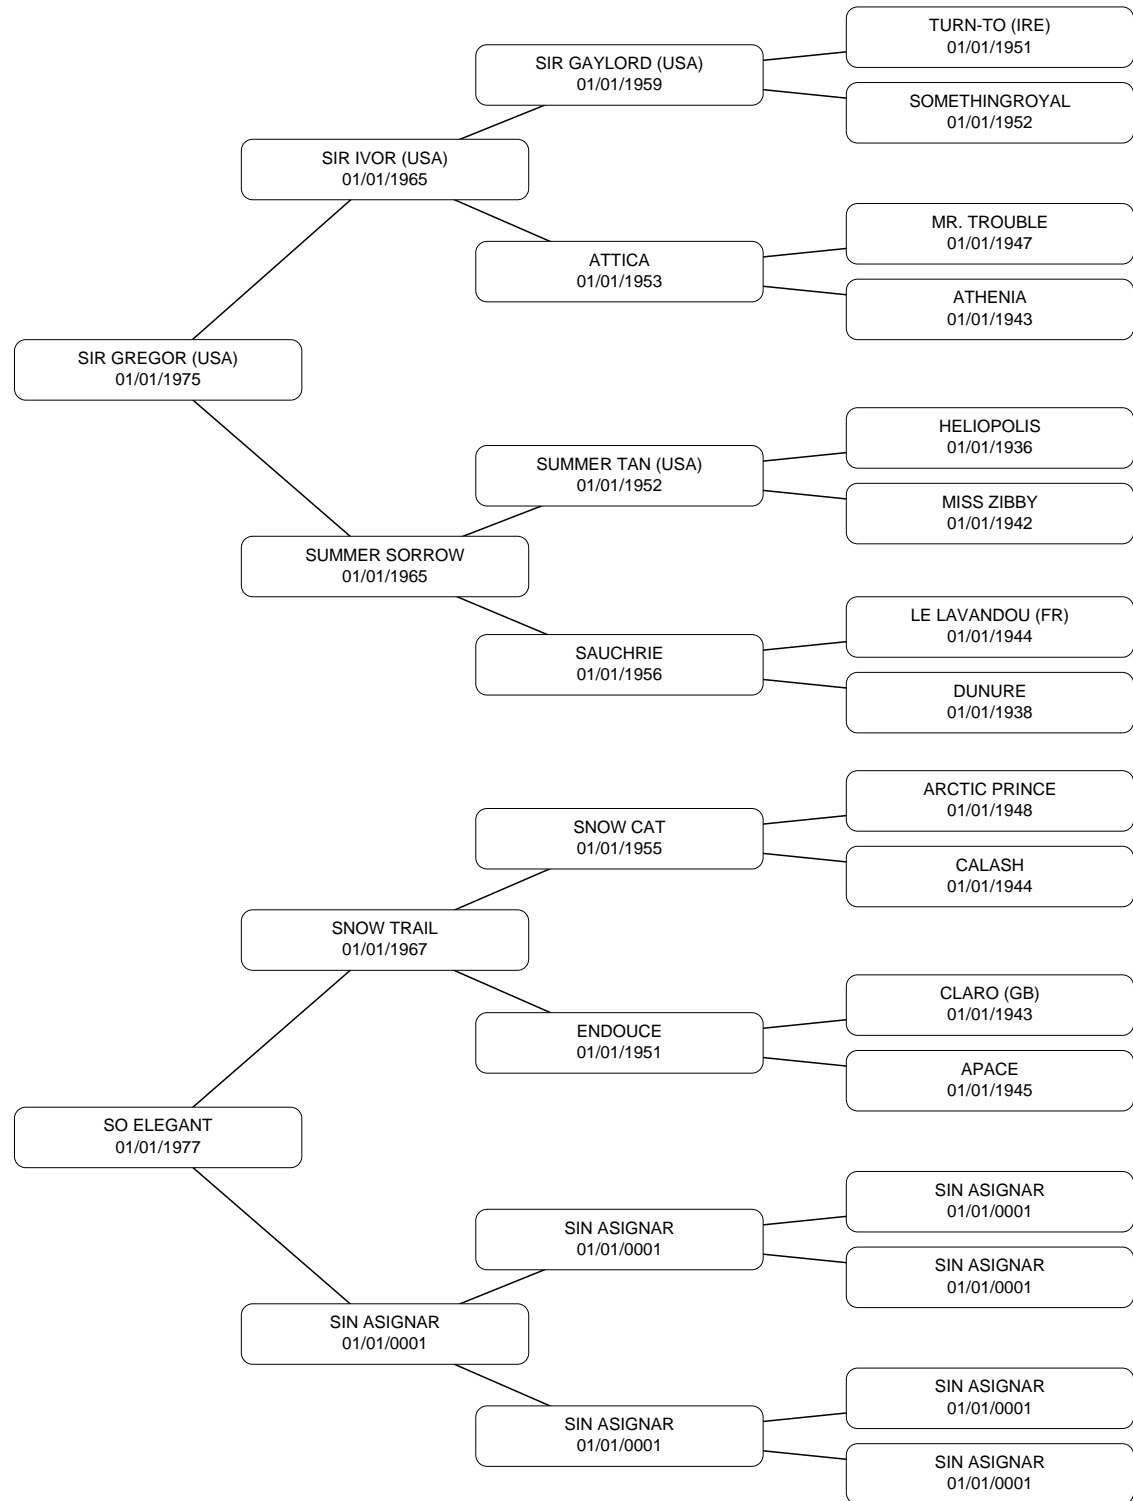 TURN-TO (IRE)
01/01/1951
SIR GAYLORD (USA)
01/01/1959
SOMETHINGROYAL
01/01/1952
SIR IVOR (USA)
01/01/1965
MR. TROUBLE
01/01/1947
ATTICA
01/01/1953
ATHENIA
01/01/1943
SIR GREGOR (USA)
01/01/1975
HELIOPOLIS
01/01/1936
SUMMER TAN (USA)
01/01/1952
MISS ZIBBY
01/01/1942
SUMMER SORROW
01/01/1965
LE LAVANDOU (FR)
01/01/1944
SAUCHRIE
01/01/1956
DUNURE
01/01/1938
ARCTIC PRINCE
01/01/1948
SNOW CAT
01/01/1955
CALASH
01/01/1944
SNOW TRAIL
01/01/1967
CLARO (GB)
01/01/1943
ENDOUCE
01/01/1951
APACE
01/01/1945
SO ELEGANT
01/01/1977
SIN ASIGNAR
01/01/0001
SIN ASIGNAR
01/01/0001
SIN ASIGNAR
01/01/0001
SIN ASIGNAR
01/01/0001
SIN ASIGNAR
01/01/0001
SIN ASIGNAR
01/01/0001
SIN ASIGNAR
01/01/0001